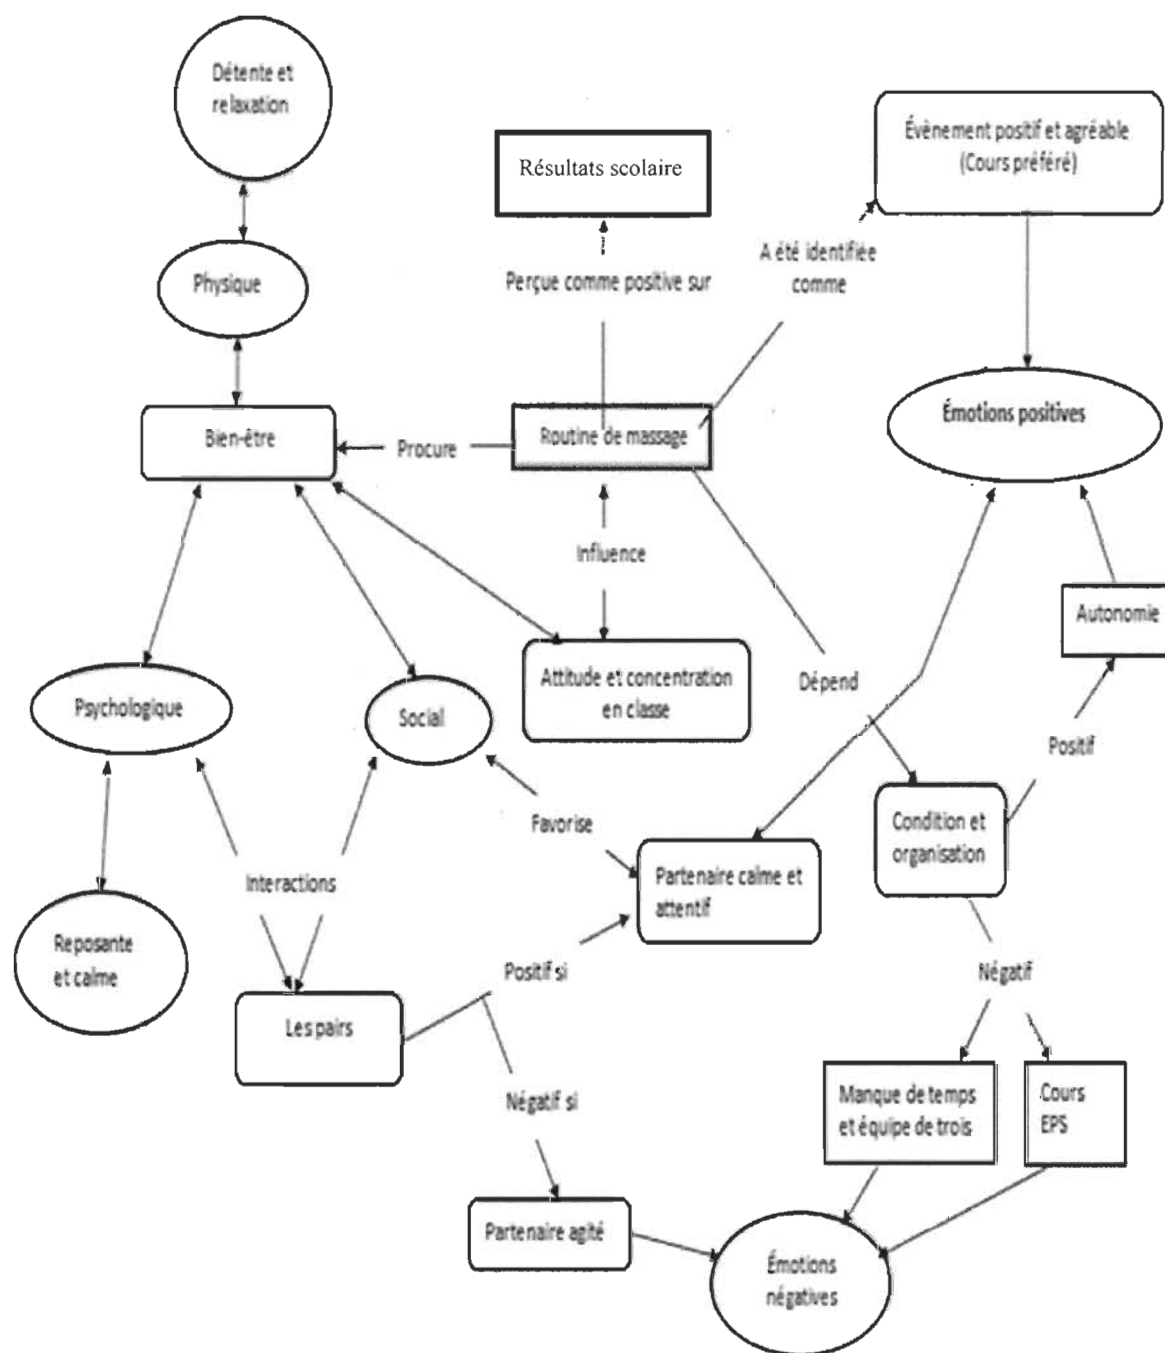 Détente et
relaxation
Évènement positif et agréable
(Cours préféré)
Résultats scolaire
A été identifiée
comme
Physique
Perçue comme positive sur
Émotions positives
Bien-être
Procure
Routine de massage
Influence
Autonomie
Attitude et concentration
en classe
Dépend
Psychologique
Social
Positif
Favorise
Condition et
organisation
Interactions
Partenaire calme et
attentif
Reposante
et calme
Positif si
Négatif
Les pairs
Négatif si
Manque de temps
et équipe de trois
Cours
EPS
Partenaire agité
Émotions
négatives